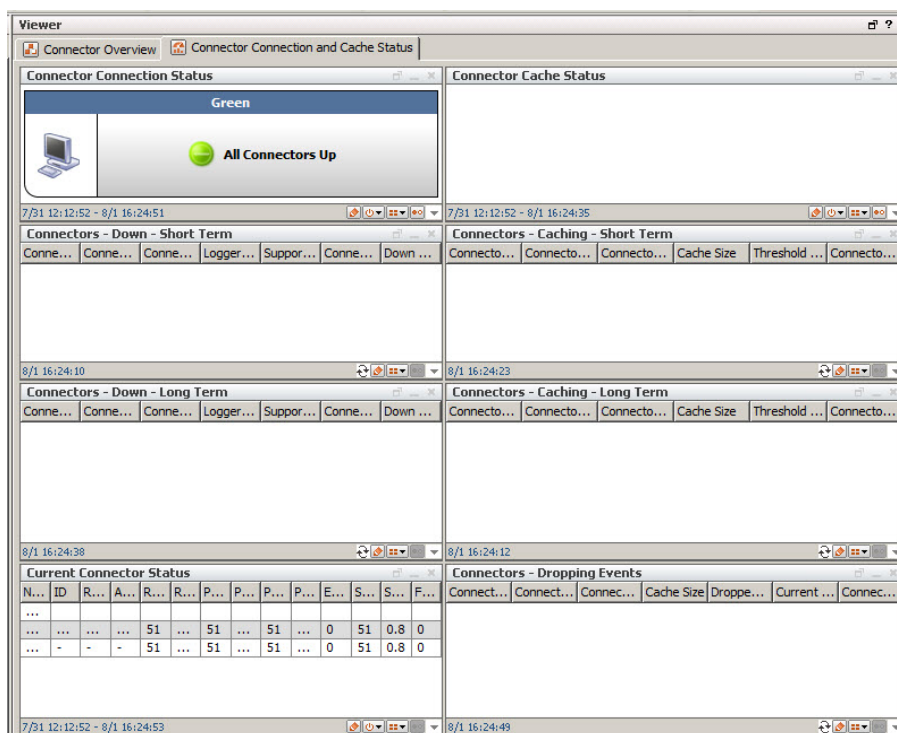 Viewer ?
Connector Overview Connector Connection and Cache Status
Connector Connection Status
Green
All Connectors Up
7/31 12:12:52 - 8/1 16:24:51
Connector Cache Status
7/31 12:12:52 - 8/1 16:24:35
Connectors - Down - Short Term
Conne... Conne... Conne... Logger... Suppor... Conne... Down ...
8/1 16:24:10
Connectors - Caching - Short Term
Connecto... Connecto... Connecto... Cache Size Threshold ... Connecto...
8/1 16:24:23
Connectors - Down - Long Term
Conne... Conne... Conne... Logger... Suppor... Conne... Down ...
8/1 16:24:38
Connectors - Caching - Long Term
Connecto... Connecto... Connecto... Cache Size Threshold ... Connecto...
8/1 16:24:12
Current Connector Status
N... ID R... A... R... R... P... P... P... P... E... S... S... F...
...
... ... ... ... 51 ... 51 ... 51 ... 0 51 0.8 0
... - - - 51 ... 51 ... 51 ... 0 51 0.8 0
7/31 12:12:52 - 8/1 16:24:53
Connectors - Dropping Events
Connect... Connect... Connec... Cache Size Droppe... Current ... Connec...
8/1 16:24:49